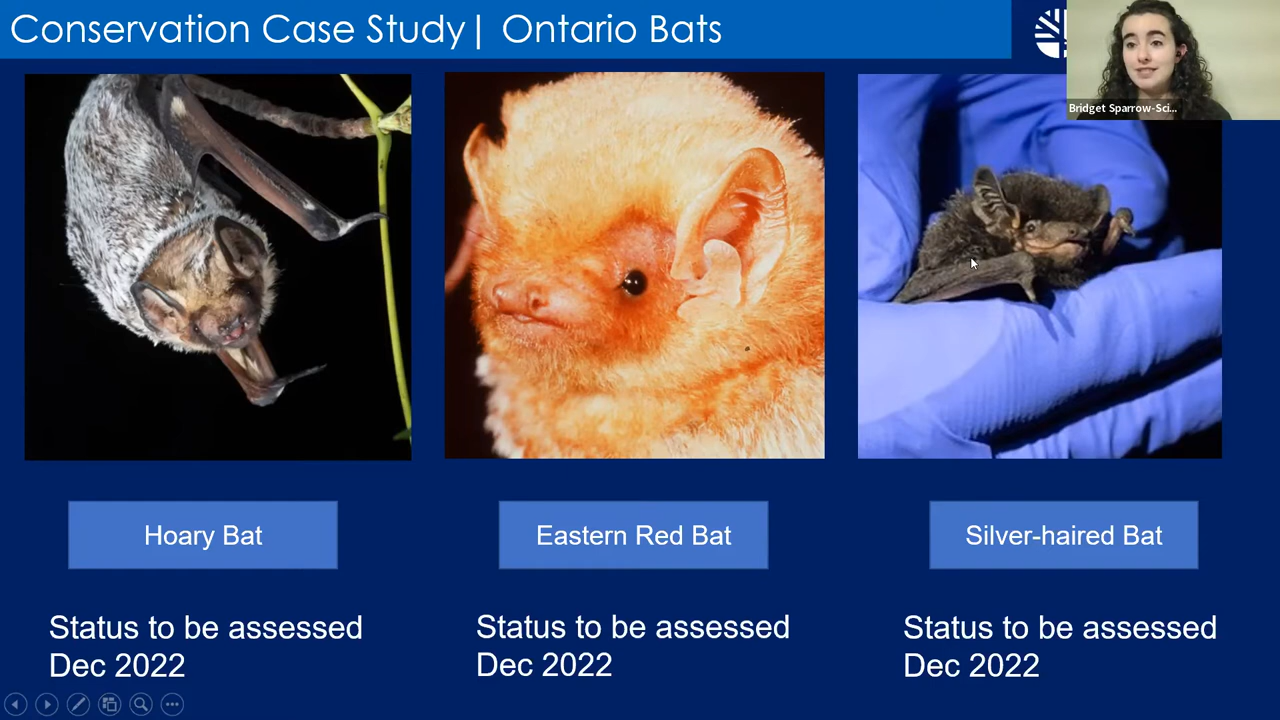 Conservation Case Study| Ontario Bats
Bridget Sparrow-Sci...
Hoary Bat
Eastern Red Bat
Silver-haired Bat
Status to be assessed
Dec 2022
Status to be assessed
Dec 2022
Status to be assessed
Dec 2022